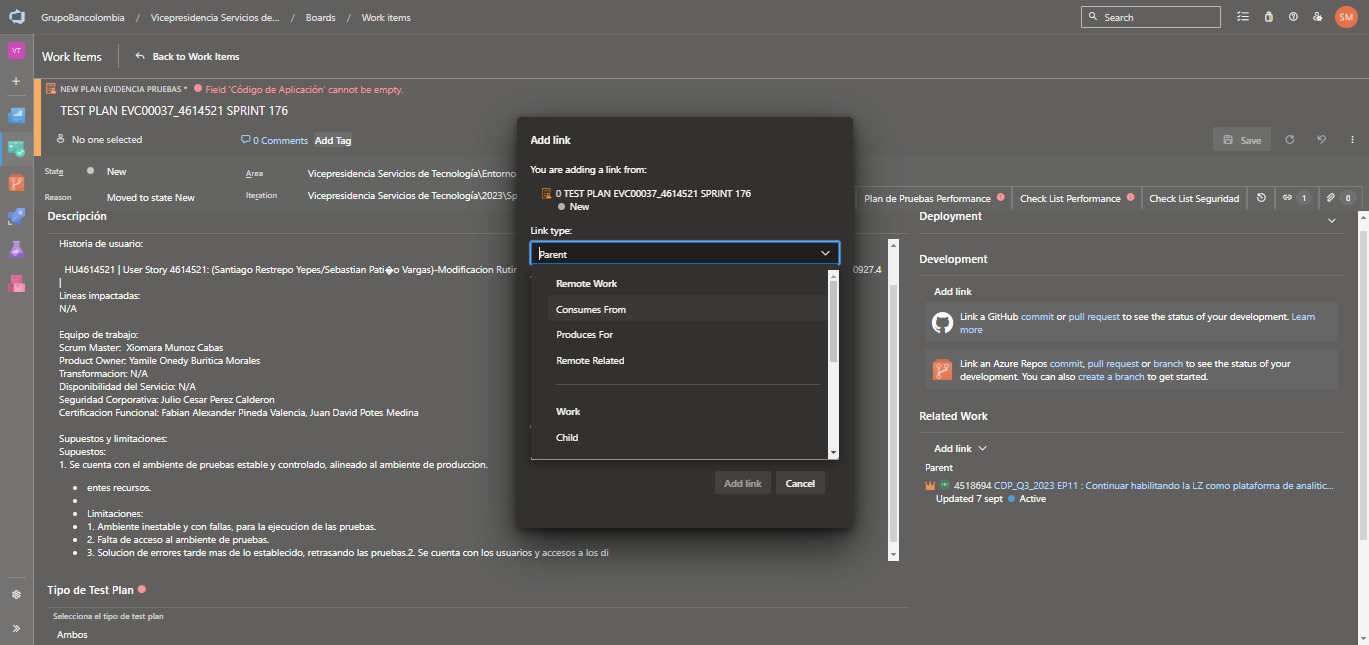 GrupoBancolombia / Vicepresidencia Servicios de... / Boards / Work items
Search
SM
VT
Work Items
Back to Work Items
NEW PLAN EVIDENCIA PRUEBAS * Field 'Código de Aplicación' cannot be empty.
TEST PLAN EVC00037_4614521 SPRINT 176
No one selected
0 Comments
Add Tag
Save
State
New
Area
Vicepresidencia Servicios de Tecnología\Entorno
Reason
Moved to state New
Iteration
Vicepresidencia Servicios de Tecnología\2023\Sp
Plan de Pruebas Performance
Check List Performance
Check List Seguridad
1
0
Descripción
Historia de usuario:
HU4614521 | User Story 4614521: (Santiago Restrepo Yepes/Sebastian Pati�o Vargas)-Modificacion Rutin
0927.4
|
Lineas impactadas:
N/A
Equipo de trabajo:
Scrum Master: Xiomara Munoz Cabas
Product Owner: Yamile Onedy Buritica Morales
Transformacion: N/A
Disponibilidad del Servicio: N/A
Seguridad Corporativa: Julio Cesar Perez Calderon
Certificacion Funcional: Fabian Alexander Pineda Valencia, Juan David Potes Medina
Supuestos y limitaciones:
Supuestos:
1. Se cuenta con el ambiente de pruebas estable y controlado, alineado al ambiente de produccion.
• entes recursos.
•
• Limitaciones:
• 1. Ambiente inestable y con fallas, para la ejecucion de las pruebas.
• 2. Falta de acceso al ambiente de pruebas.
• 3. Solucion de errores tarde mas de lo establecido, retrasando las pruebas.2. Se cuenta con los usuarios y accesos a los di
Tipo de Test Plan
Selecciona el tipo de test plan
Ambos
Add link
You are adding a link from:
0 TEST PLAN EVC00037_4614521 SPRINT 176
New
Link type:
Parent
Remote Work
Consumes From
Produces For
Remote Related
Work
Child
Add link
Cancel
Deployment
Development
Add link
Link a GitHub commit or pull request to see the status of your development. Learn
more
Link an Azure Repos commit, pull request or branch to see the status of your
development. You can also create a branch to get started.
Related Work
Add link
Parent
4518694 CDP_Q3_2023 EP11 : Continuar habilitando la LZ como plataforma de analitic...
Updated 7 sept Active